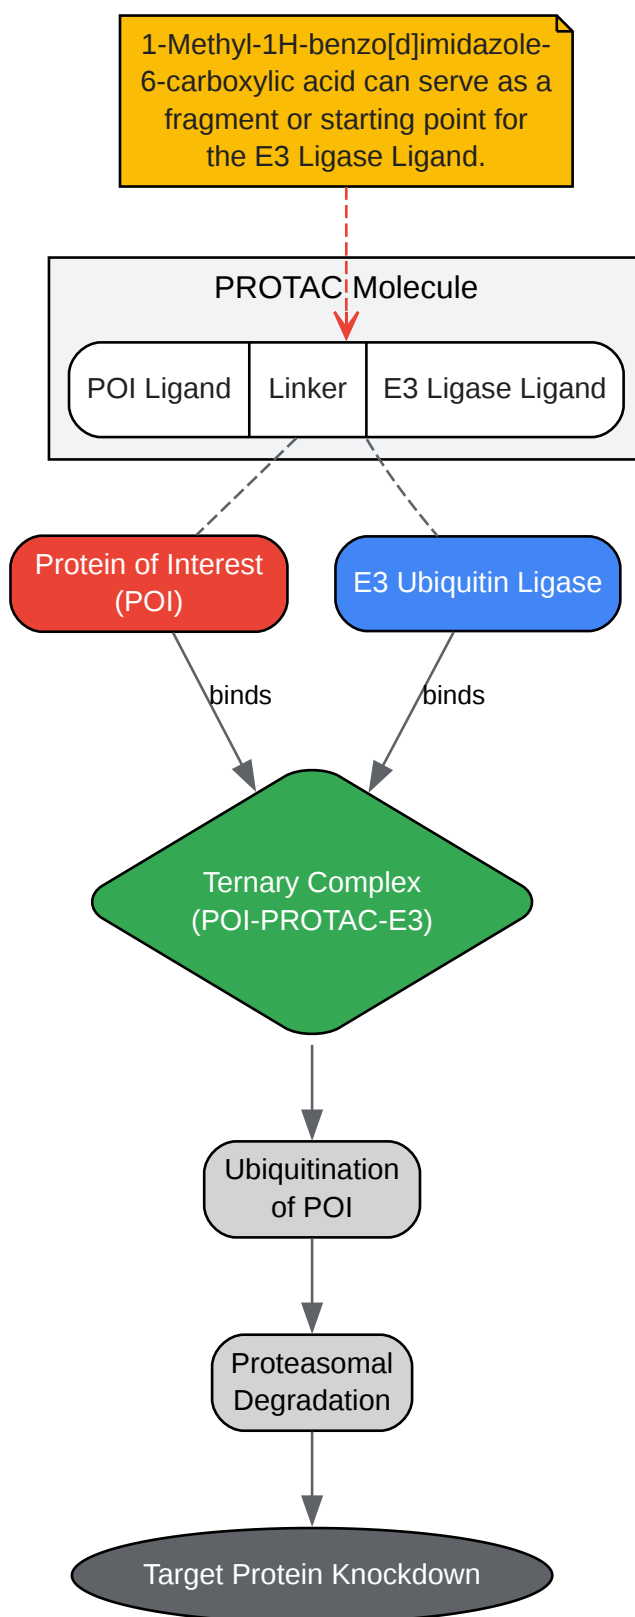 1-Methyl-1H-benzo[d]imidazole-
6-carboxylic acid can serve as a
fragment or starting point for
the E3 Ligase Ligand.
PROTAC Molecule
POI Ligand
Linker
E3 Ligase Ligand
Protein of Interest
(POI)
E3 Ubiquitin Ligase
binds
binds
Ternary Complex
(POI-PROTAC-E3)
Ubiquitination
of POI
Proteasomal
Degradation
Target Protein Knockdown